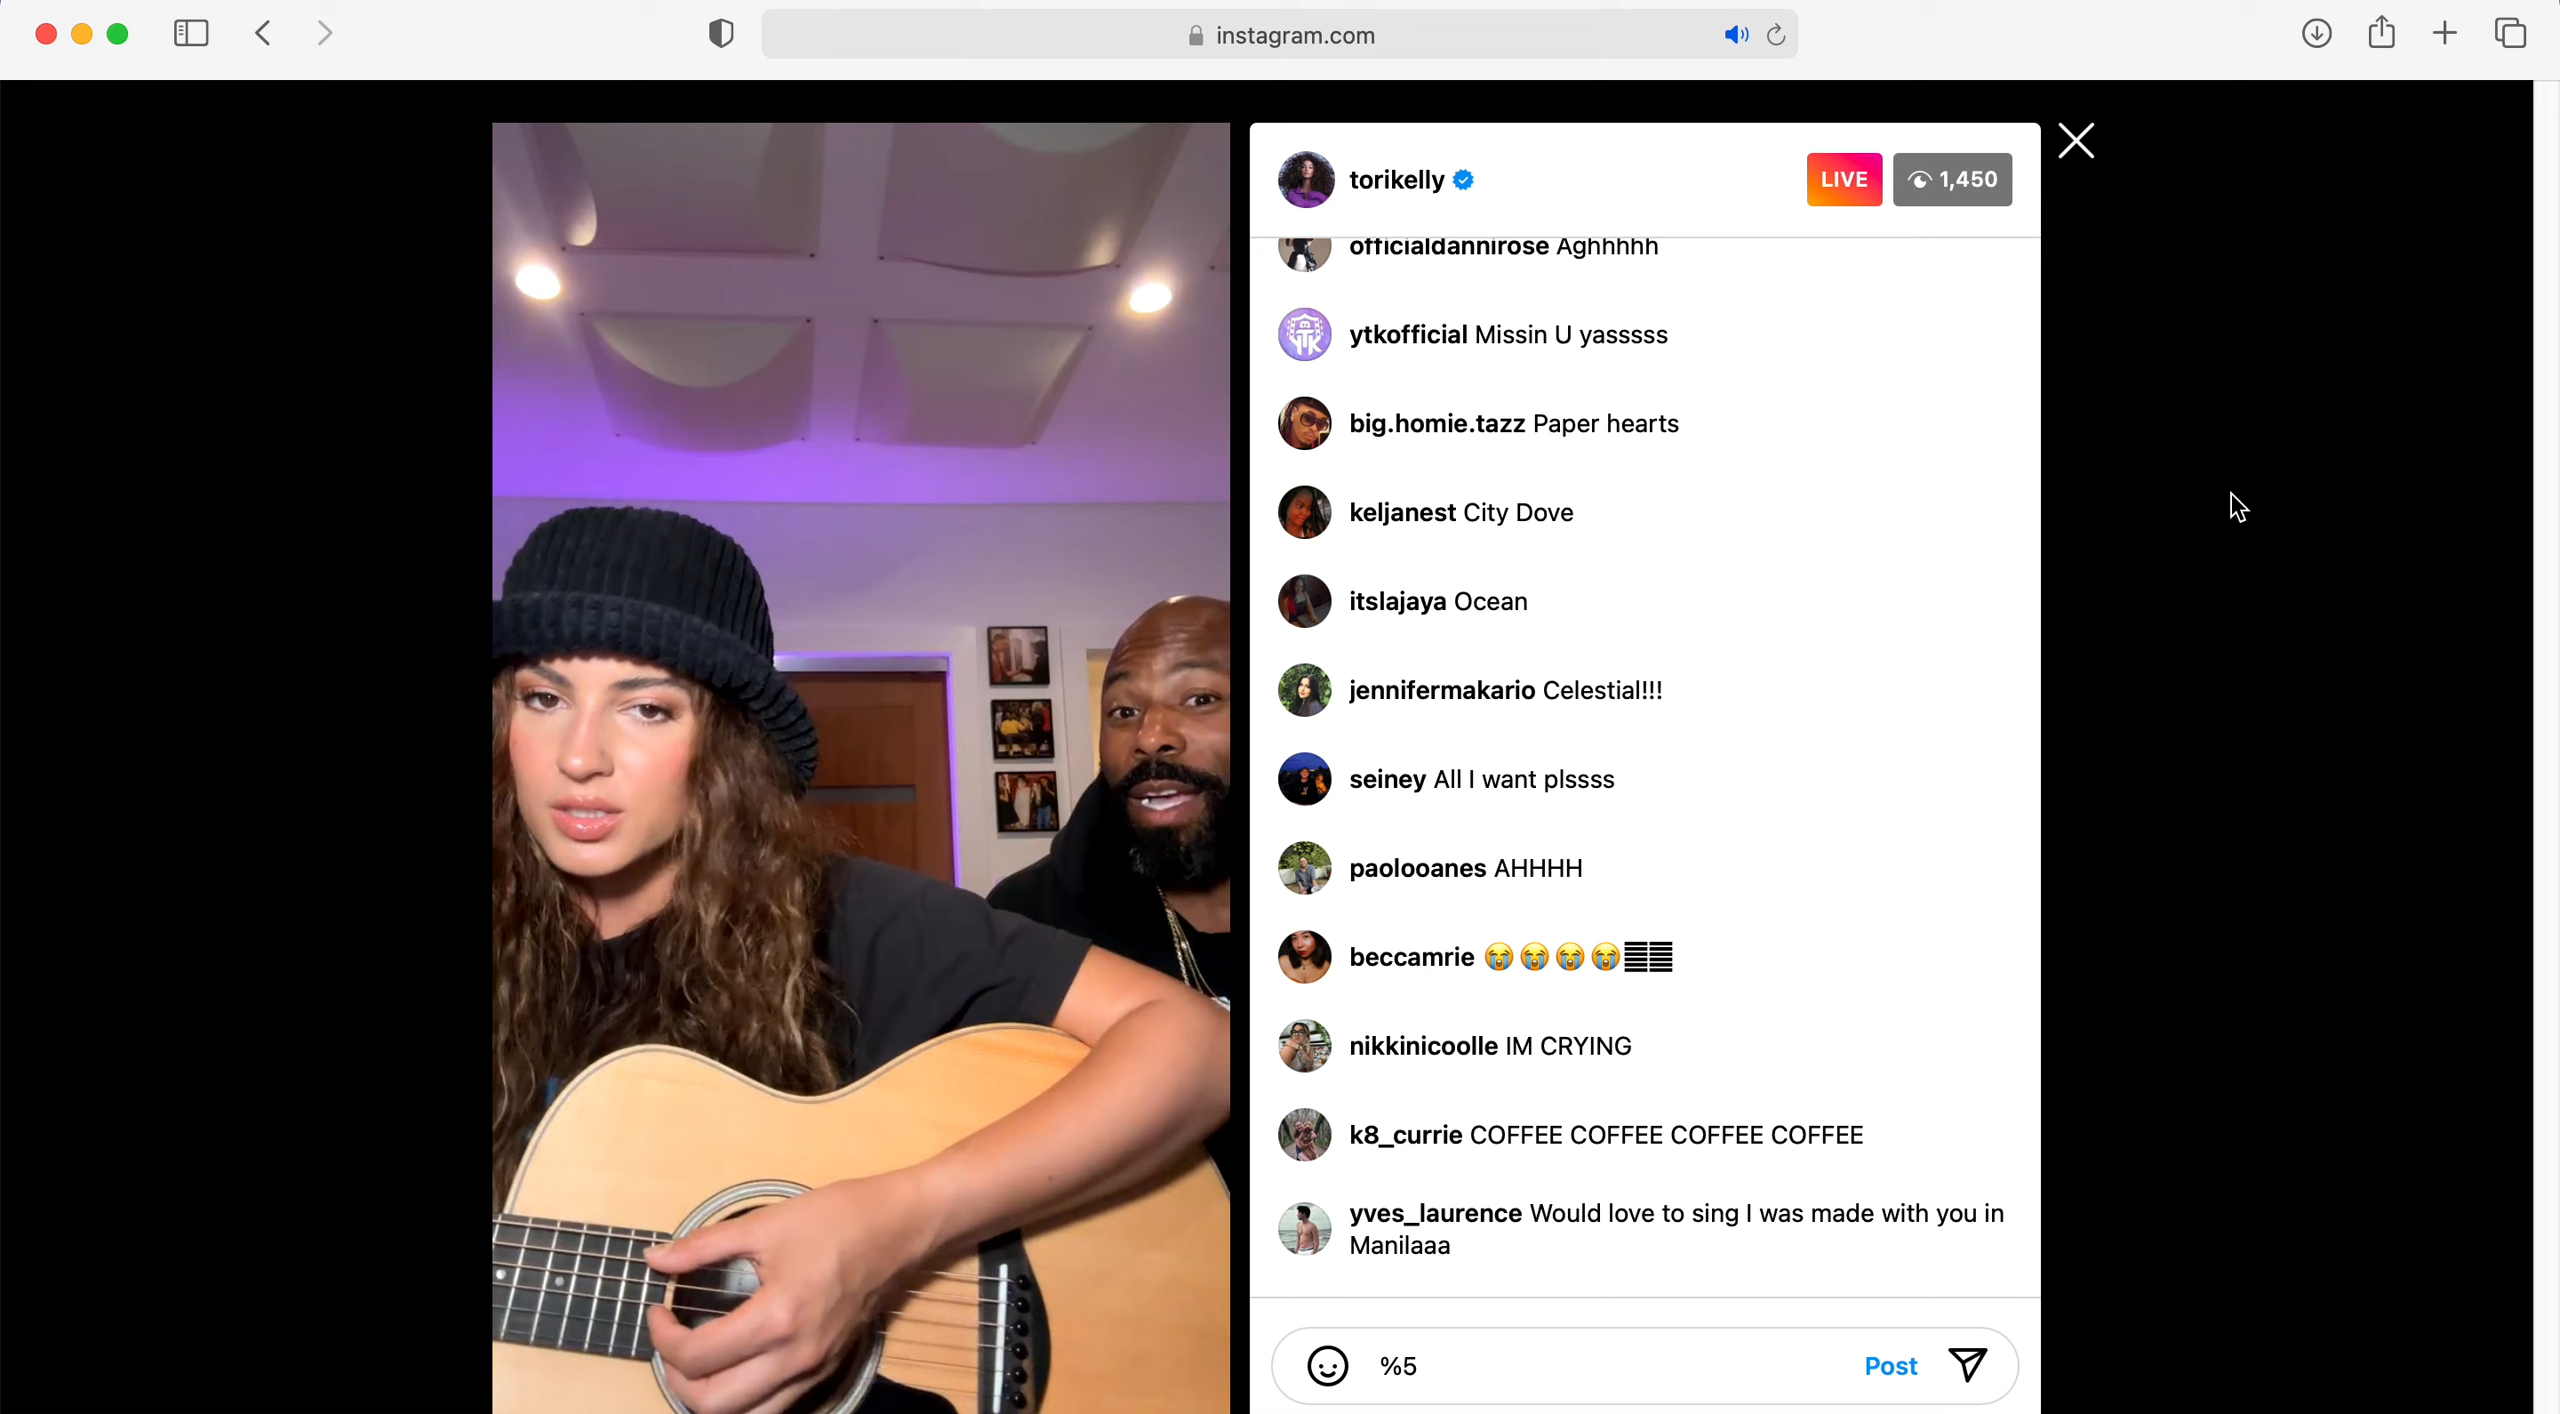 instagram.com
torikelly
LIVE
1,450
officialdannirose Aghhhhh
YTK
ytkofficial Missin U yasssss
big.homie.tazz Paper hearts
keljanest City Dove
itslajaya Ocean
jennifermakario Celestial!!!
seiney All I want plssss
paolooanes AHHHH
beccamrie 😭😭😭😭
nikkinicoolle IM CRYING
k8_currie COFFEE COFFEE COFFEE COFFEE
yves_laurence Would love to sing I was made with you in
Manilaaa
%5
Post